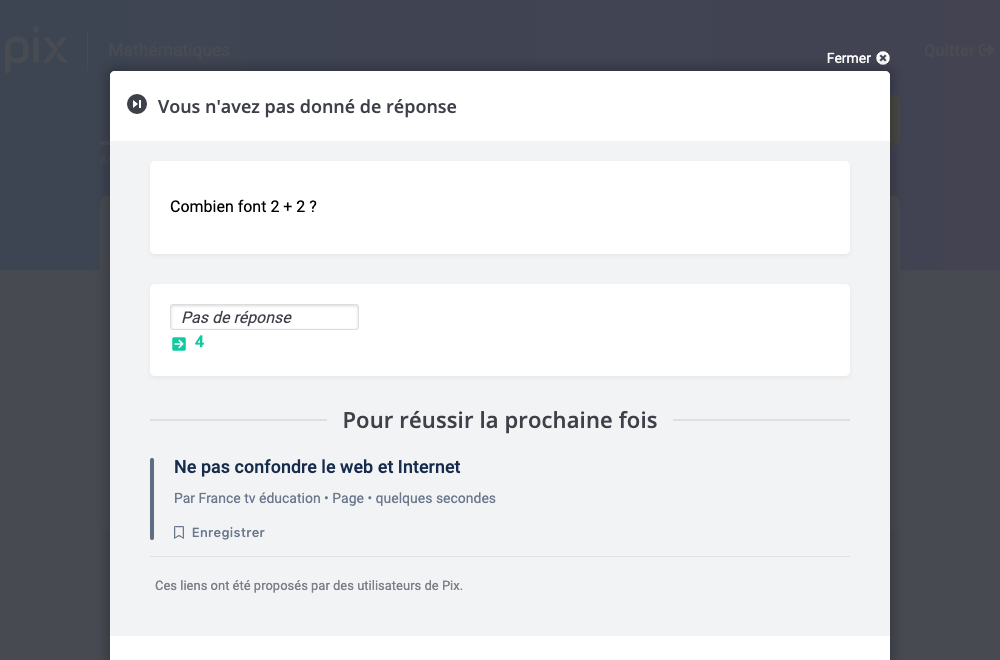 pix
Mathématiques
Quitter
Fermer
Vous n'avez pas donné de réponse
Combien font 2 + 2 ?
Pas de réponse
4
Pour réussir la prochaine fois
Ne pas confondre le web et Internet
Par France tv éducation • Page • quelques secondes
Enregistrer
Ces liens ont été proposés par des utilisateurs de Pix.